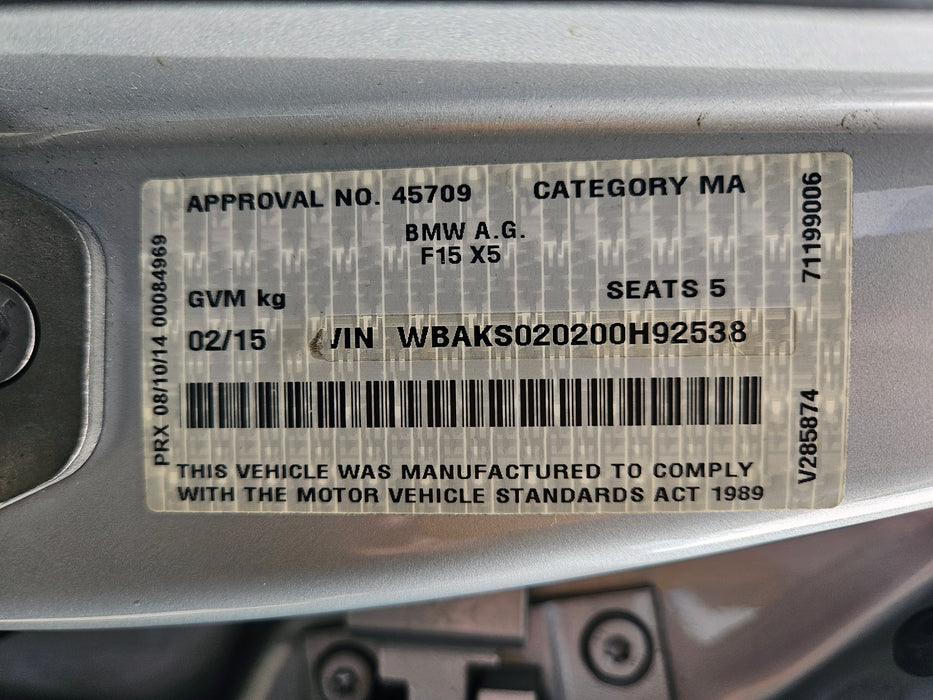 APPROVAL NO. 45709 CATEGORY MA
BMW A.G.
F15 X5
GVM kg SEATS 5
02/15 VIN WBAKS020200H92538
THIS VEHICLE WAS MANUFACTURED TO COMPLY
WITH THE MOTOR VEHICLE STANDARDS ACT 1989
PRX 08/10/14 00084969
71199006
V285874